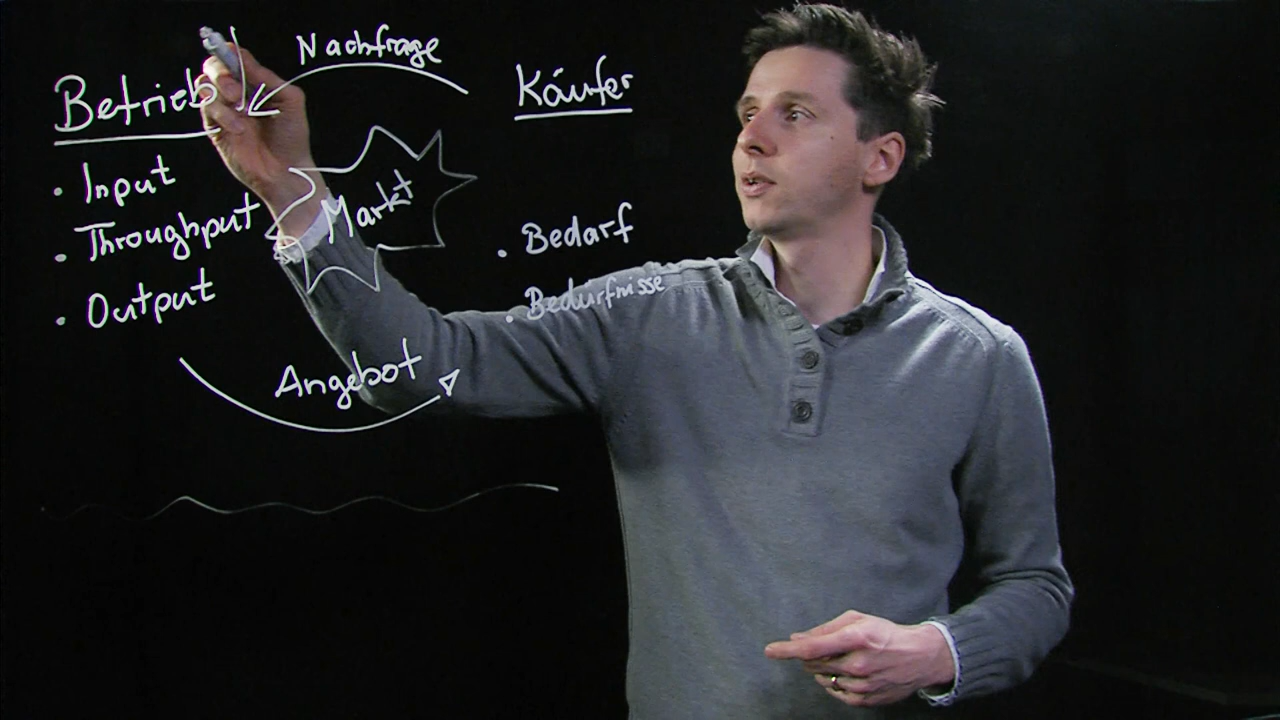 Nachfrage
Betrieb
Käufer
• Input
• Throughput
• Output
Markt
• Bedarf
• Bedürfnisse
Angebot